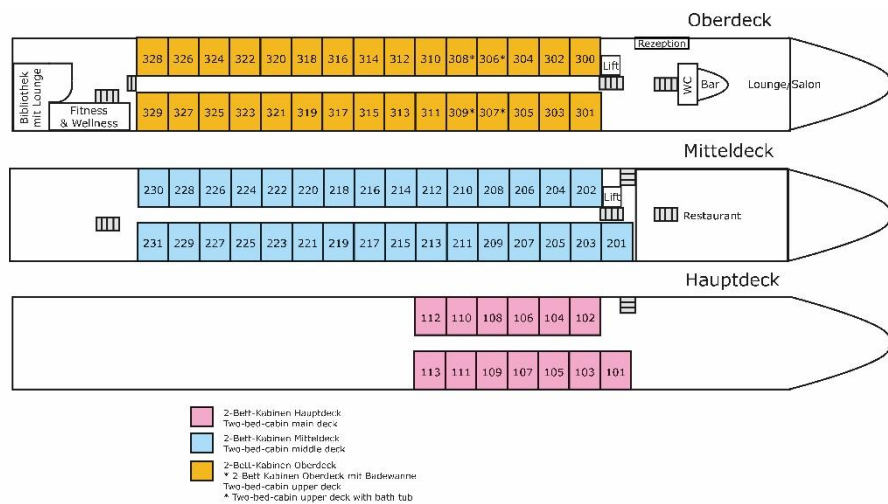 Oberdeck
Rezeption
328 326 324 322 320 318 316 314 312 310 308* 306* 304 302 300
Lift
Bibliothek
mit Lounge
Fitness
& Wellness
WC
Bar
Lounge/Salon
329 327 325 323 321 319 317 315 313 311 309* 307* 305 303 301
Mitteldeck
230 228 226 224 222 220 218 216 214 212 210 208 206 204 202
Lift
Restaurant
231 229 227 225 223 221 219 217 215 213 211 209 207 205 203 201
Hauptdeck
112 110 108 106 104 102
113 111 109 107 105 103 101
2-Bett-Kabinen Hauptdeck
Two-bed-cabin main deck
2-Bett-Kabinen Mitteldeck
Two-bed-cabin middle deck
2-Bett-Kabinen Oberdeck
* 2 Bett Kabinen Oberdeck mit Badewanne
Two-bed-cabin upper deck
* Two-bed-cabin upper deck with bath tub